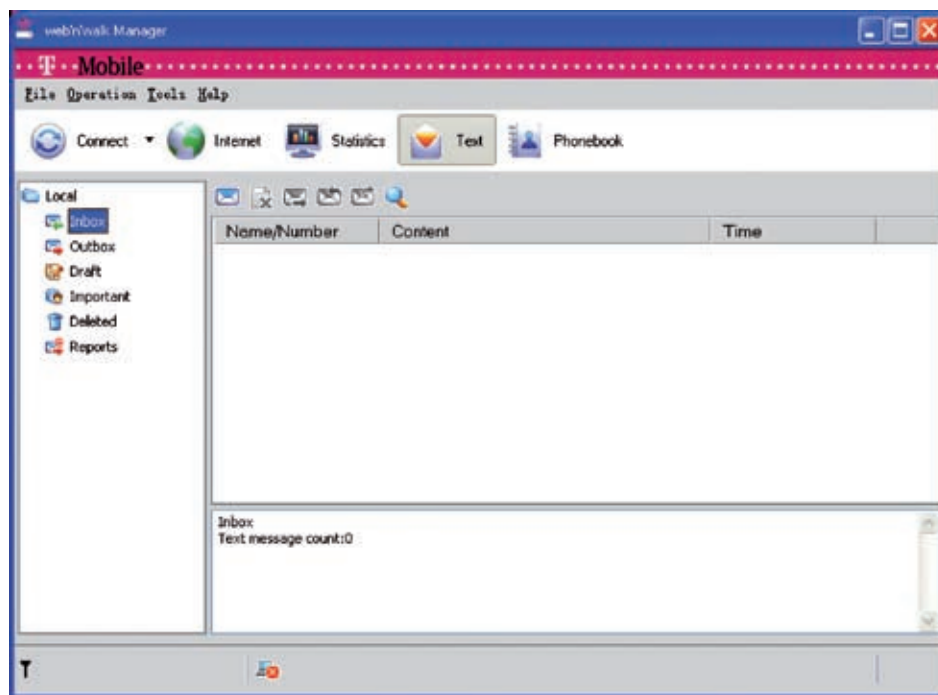 web'n'walk Manager
T Mobile
File Operation Tools Help
Connect Internet Statistics Text Phonebook
Local
Inbox
Outbox
Draft
Important
Deleted
Reports
Name/Number Content Time
Inbox
Text message count:0